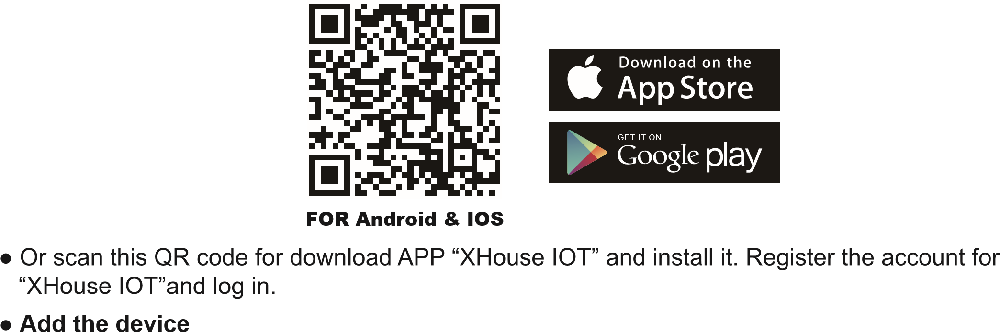 Download on the
App Store
GET IT ON
Google play
FOR Android & IOS
● Or scan this QR code for download APP “XHouse IOT” and install it. Register the account for
“XHouse IOT”and log in.
● Add the device